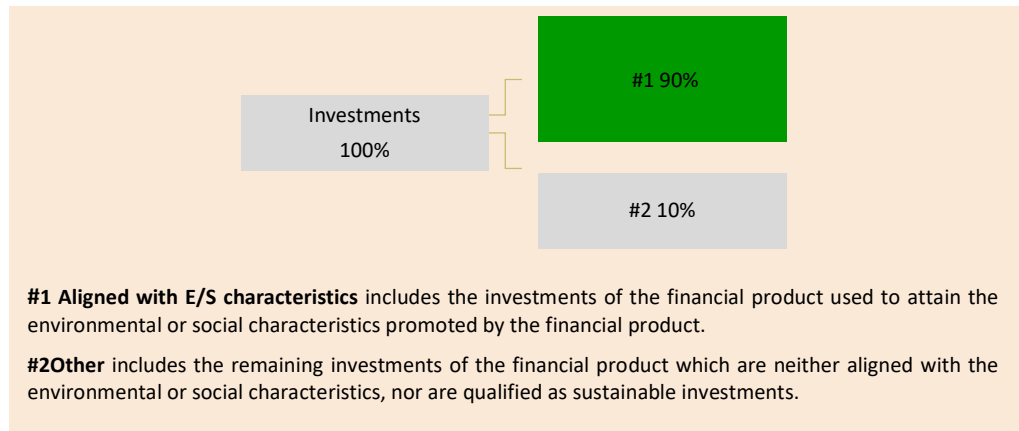 #1 90%
Investments
100%
#2 10%
#1 Aligned with E/S characteristics includes the investments of the financial product used to attain the
environmental or social characteristics promoted by the financial product.
#2Other includes the remaining investments of the financial product which are neither aligned with the
environmental or social characteristics, nor are qualified as sustainable investments.